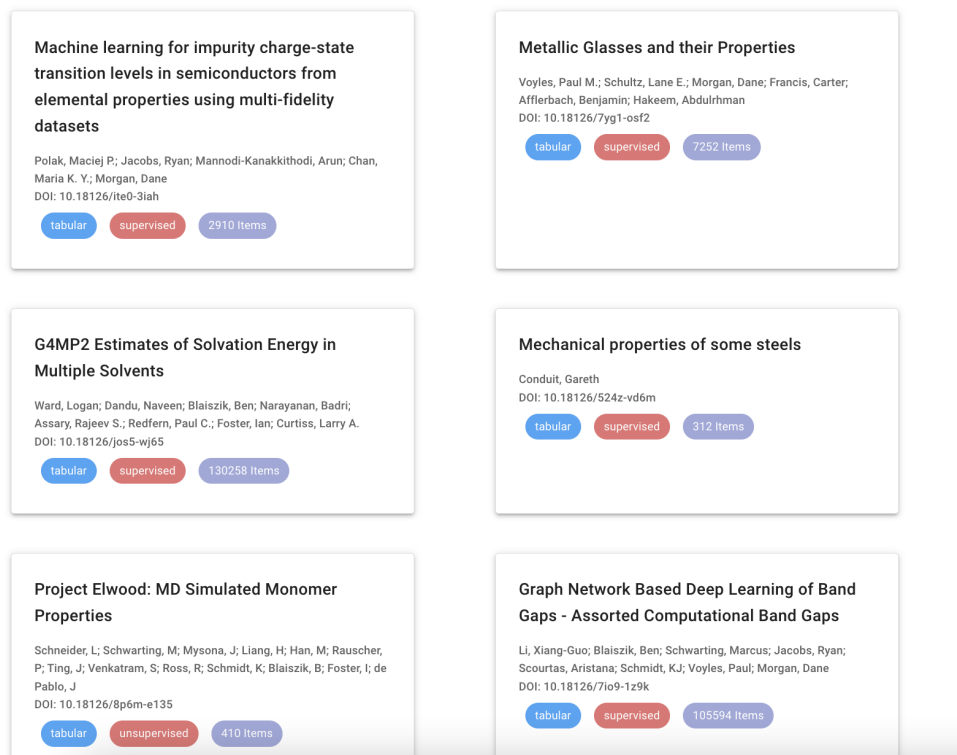 Machine learning for impurity charge-state
transition levels in semiconductors from
elemental properties using multi-fidelity
datasets
Polak, Maciej P.; Jacobs, Ryan; Mannodi-Kanakkithodi, Arun; Chan,
Maria K. Y.; Morgan, Dane
DOI: 10.18126/ite0-3iah
tabular
supervised
2910 Items
Metallic Glasses and their Properties
Voyles, Paul M.; Schultz, Lane E.; Morgan, Dane; Francis, Carter;
Afflerbach, Benjamin; Hakeem, Abdulrhman
DOI: 10.18126/7yg1-osf2
tabular
supervised
7252 Items
G4MP2 Estimates of Solvation Energy in
Multiple Solvents
Ward, Logan; Dandu, Naveen; Blaiszik, Ben; Narayanan, Badri;
Assary, Rajeev S.; Redfern, Paul C.; Foster, Ian; Curtiss, Larry A.
DOI: 10.18126/jos5-wj65
tabular
supervised
130258 Items
Mechanical properties of some steels
Conduit, Gareth
DOI: 10.18126/524z-vd6m
tabular
supervised
312 Items
Project Elwood: MD Simulated Monomer
Properties
Schneider, L; Schwarting, M; Mysona, J; Liang, H; Han, M; Rauscher,
P; Ting, J; Venkatram, S; Ross, R; Schmidt, K; Blaiszik, B; Foster, I; de
Pablo, J
DOI: 10.18126/8p6m-e135
tabular
unsupervised
410 Items
Graph Network Based Deep Learning of Band
Gaps - Assorted Computational Band Gaps
Li, Xiang-Guo; Blaiszik, Ben; Schwarting, Marcus; Jacobs, Ryan;
Scourtas, Aristana; Schmidt, KJ; Voyles, Paul; Morgan, Dane
DOI: 10.18126/7io9-1z9k
tabular
supervised
105594 Items